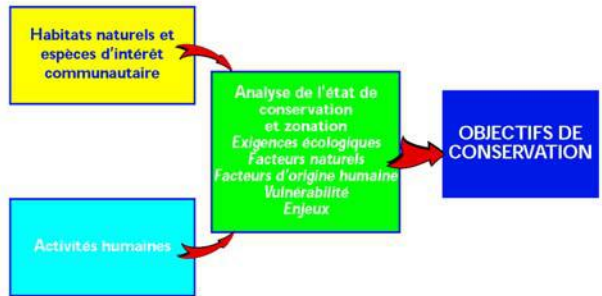 Habitats naturels et
espèces d'intérêt
communautaire
Analyse de l'état de
conservation
et zonation
Exigences écologiques
Facteurs naturels
Facteurs d'origine humaine
Vulnérabilité
Enjeux
OBJECTIFS DE
CONSERVATION
Activités humaines